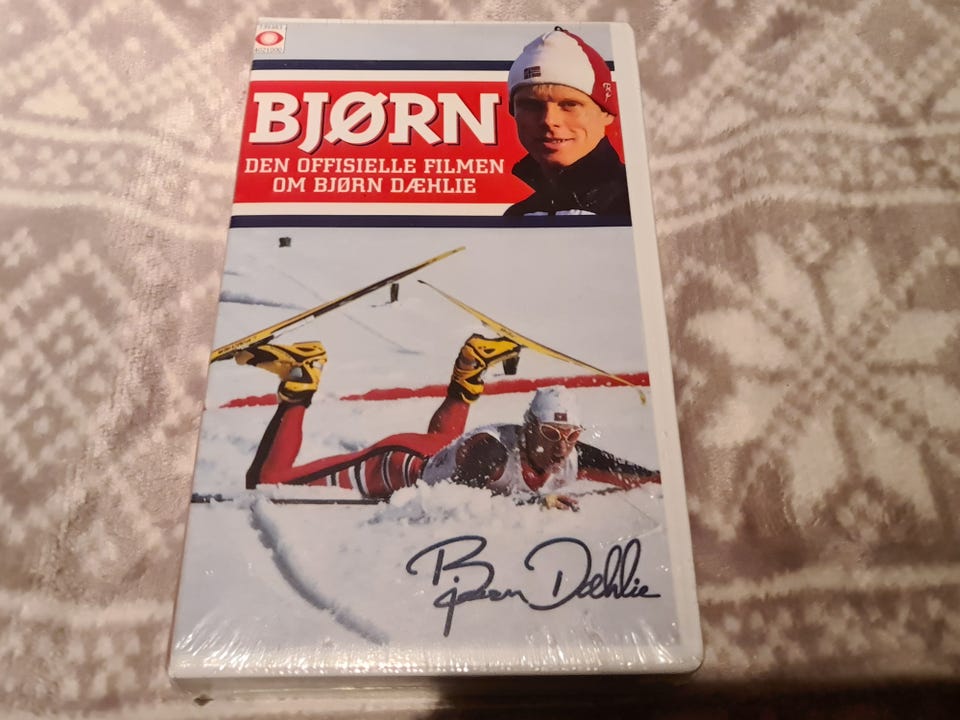 BJØRN
DEN OFFISIELLE FILMEN
OM BJØRN DÆHLIE
Bjørn Dæhlie